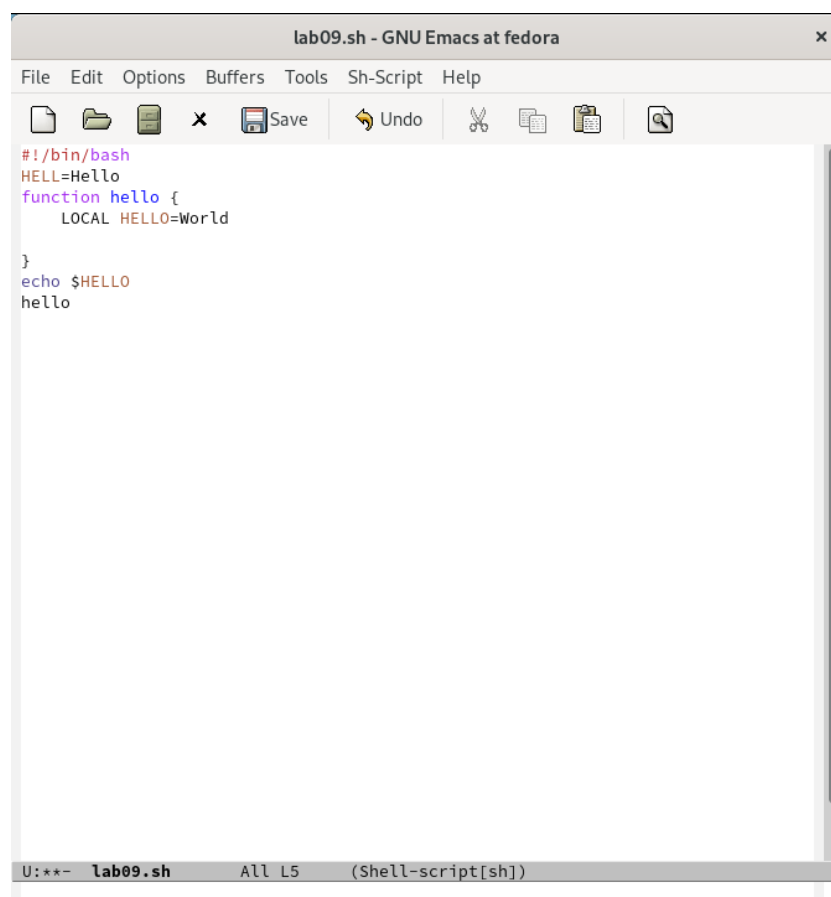 lab09.sh - GNU Emacs at fedora ×
File Edit Options Buffers Tools Sh-Script Help
Save Undo
#!/bin/bash
HELL=Hello
function hello {
    LOCAL HELLO=World

}
echo $HELLO
hello
U:**- lab09.sh All L5 (Shell-script[sh])